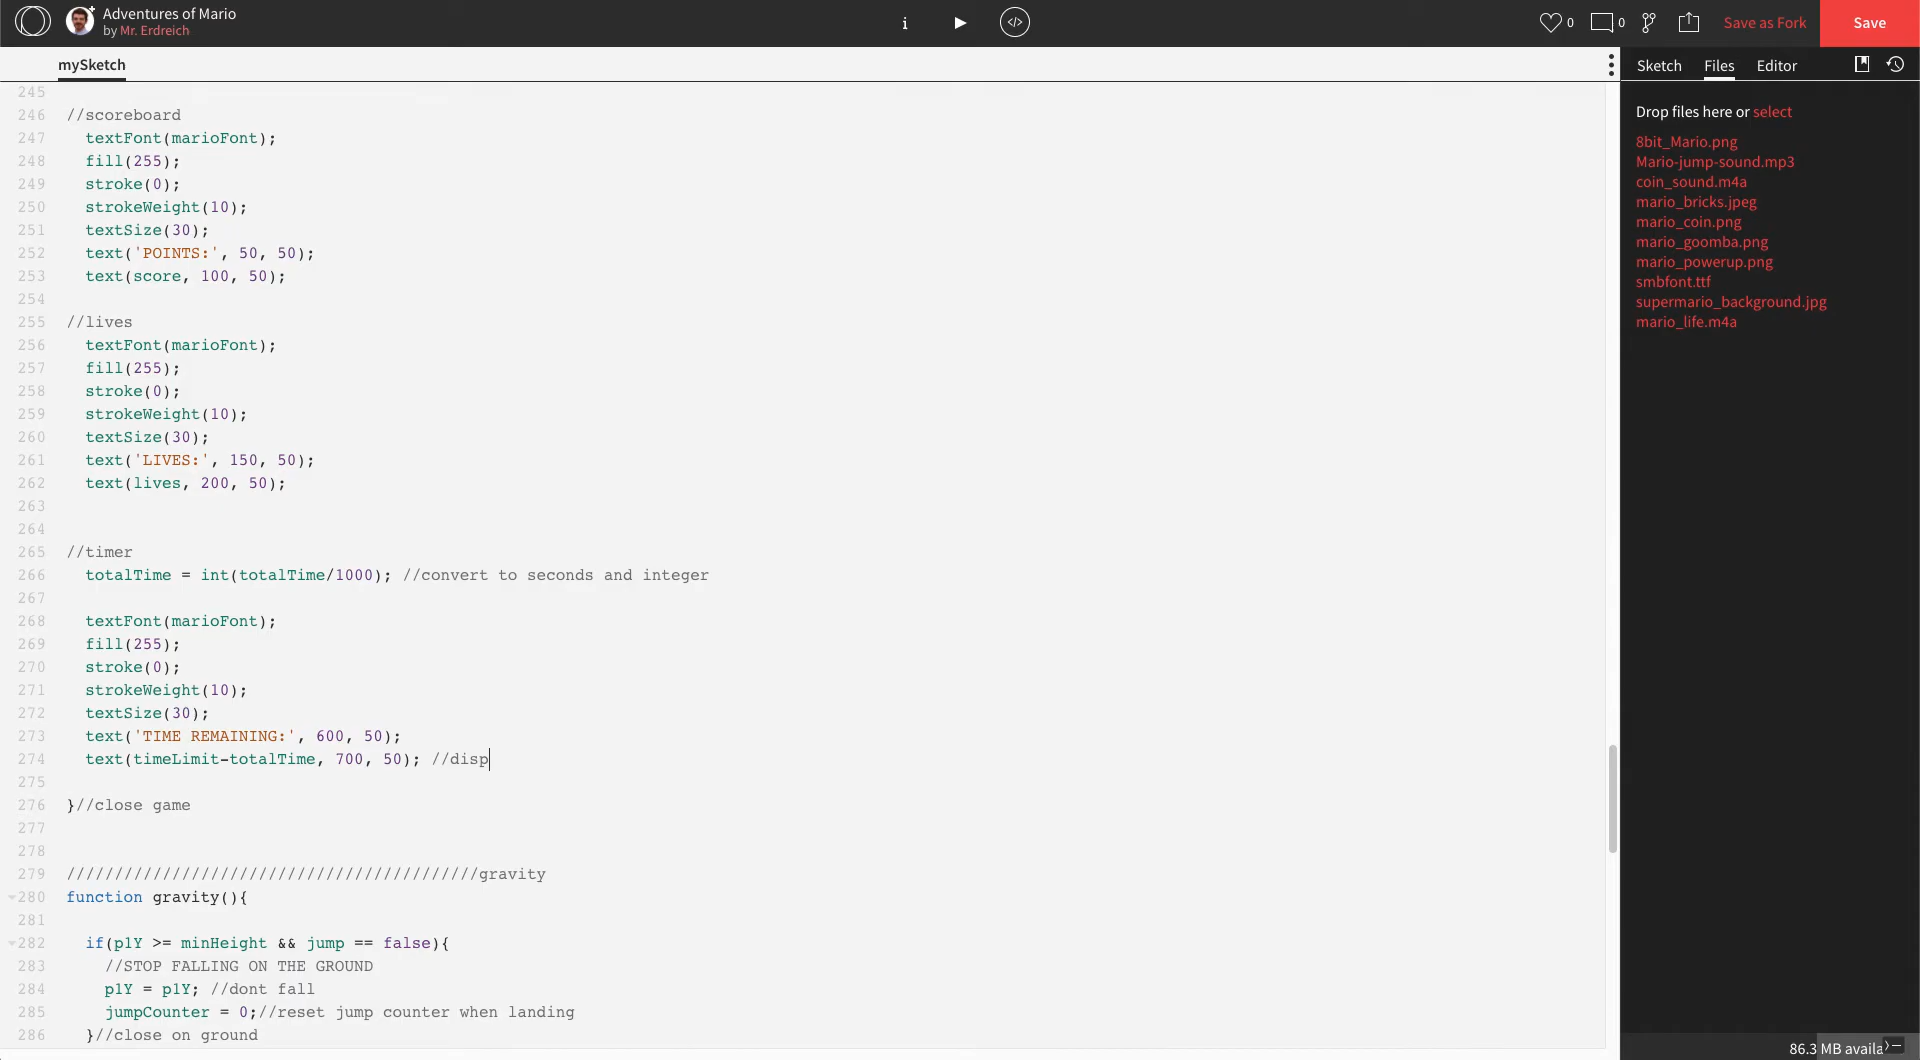 Adventures of Mario
by Mr. Erdreich
i
</>
0
0
Save as Fork
Save
mySketch
Sketch
Files
Editor
245
246 //scoreboard
247 textFont(marioFont);
248 fill(255);
249 stroke(0);
250 strokeWeight(10);
251 textSize(30);
252 text('POINTS:', 50, 50);
253 text(score, 100, 50);
254
255 //lives
256 textFont(marioFont);
257 fill(255);
258 stroke(0);
259 strokeWeight(10);
260 textSize(30);
261 text('LIVES:', 150, 50);
262 text(lives, 200, 50);
263
264
265 //timer
266 totalTime = int(totalTime/1000); //convert to seconds and integer
267
268 textFont(marioFont);
269 fill(255);
270 stroke(0);
271 strokeWeight(10);
272 textSize(30);
273 text('TIME REMAINING:', 600, 50);
274 text(timeLimit-totalTime, 700, 50); //disp
275
276 }//close game
277
278
279 ///////////////////////////////////////////gravity
280 function gravity(){
281
282 if(p1Y >= minHeight && jump == false){
283 //STOP FALLING ON THE GROUND
284 p1Y = p1Y; //dont fall
285 jumpCounter = 0;//reset jump counter when landing
286 }//close on ground
Drop files here or select
8bit_Mario.png
Mario-jump-sound.mp3
coin_sound.m4a
mario_bricks.jpeg
mario_coin.png
mario_goomba.png
mario_powerup.png
smbfont.ttf
supermario_background.jpg
mario_life.m4a
86.3 MB availa